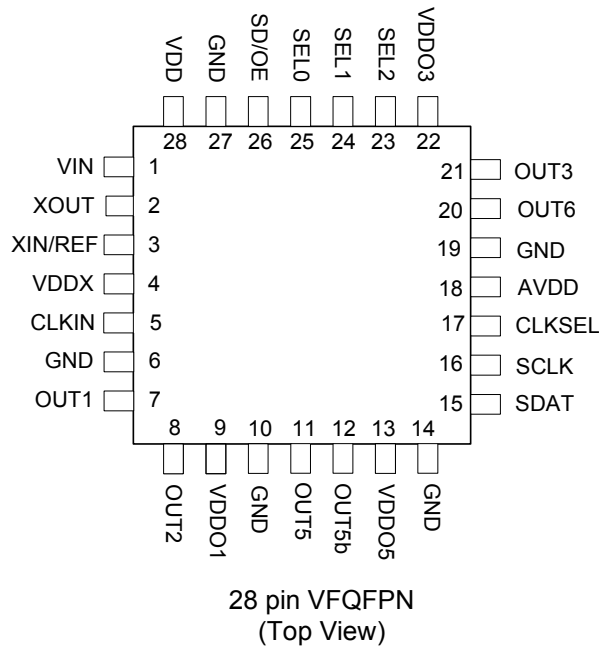 VDD
GND
SD/OE
SEL0
SEL1
SEL2
VDDO3
28 27 26 25 24 23 22
VIN 1
XOUT 2
XIN/REF 3
VDDX 4
CLKIN 5
GND 6
OUT1 7
21 OUT3
20 OUT6
19 GND
18 AVDD
17 CLKSEL
16 SCLK
15 SDAT
8 9 10 11 12 13 14
OUT2
VDDO1
GND
OUT5
OUT5b
VDDO5
GND
28 pin VFQFPN
(Top View)